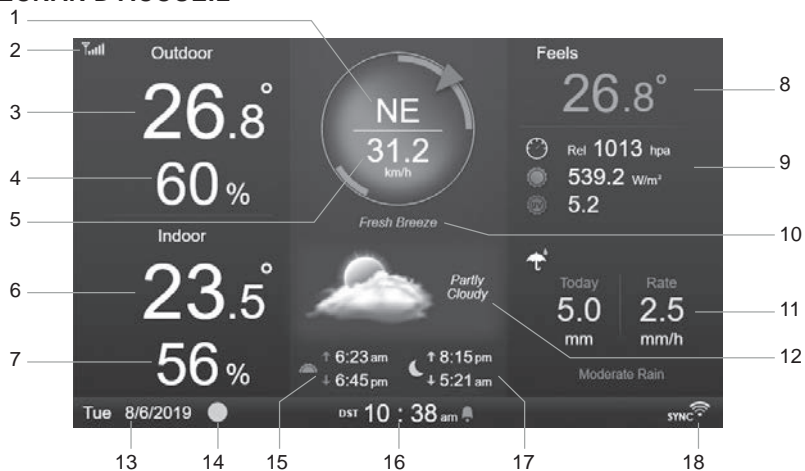 1
2
3
4
5
6
7
Outdoor
26.8°
60 %
Indoor
23.5°
56 %
NE
31.2
km/h
Fresh Breeze
Partly
Cloudy
↑ 6:23 am
↓ 6:45 pm
↑ 8:15 pm
↓ 5:21 am
Feels
26.8°
Rel 1013 hpa
539.2 W/m²
UV
5.2
Today
5.0
mm
Rate
2.5
mm/h
Moderate Rain
Tue 8/6/2019
DST 10 : 38 am
SYNC
8
9
10
11
12
13
14
15
16
17
18